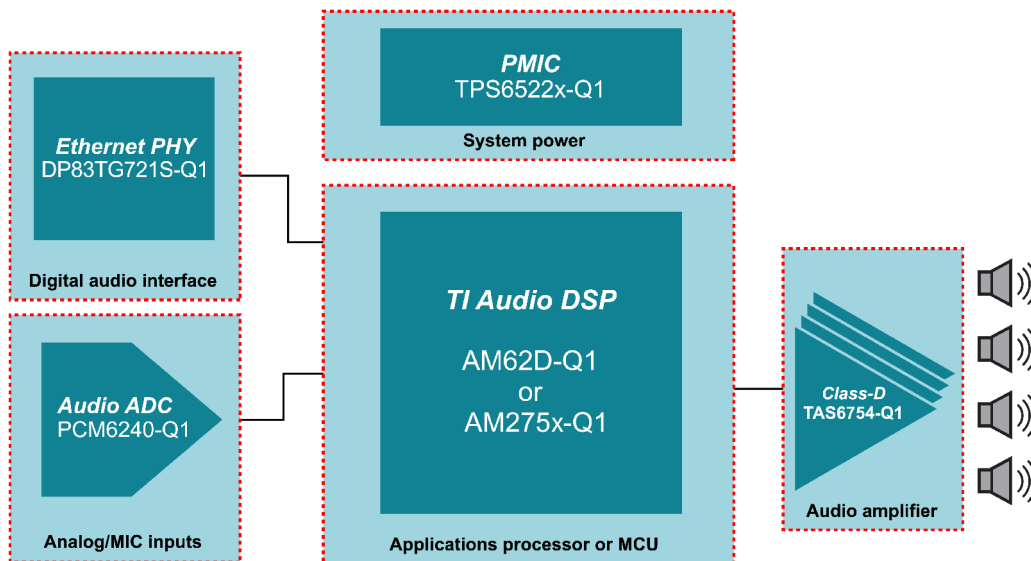 PMIC
TPS6522x-Q1
System power
Ethernet PHY
DP83TG721S-Q1
Digital audio interface
Audio ADC
PCM6240-Q1
Analog/MIC inputs
TI Audio DSP
AM62D-Q1
or
AM275x-Q1
Applications processor or MCU
Class-D
TAS6754-Q1
Audio amplifier